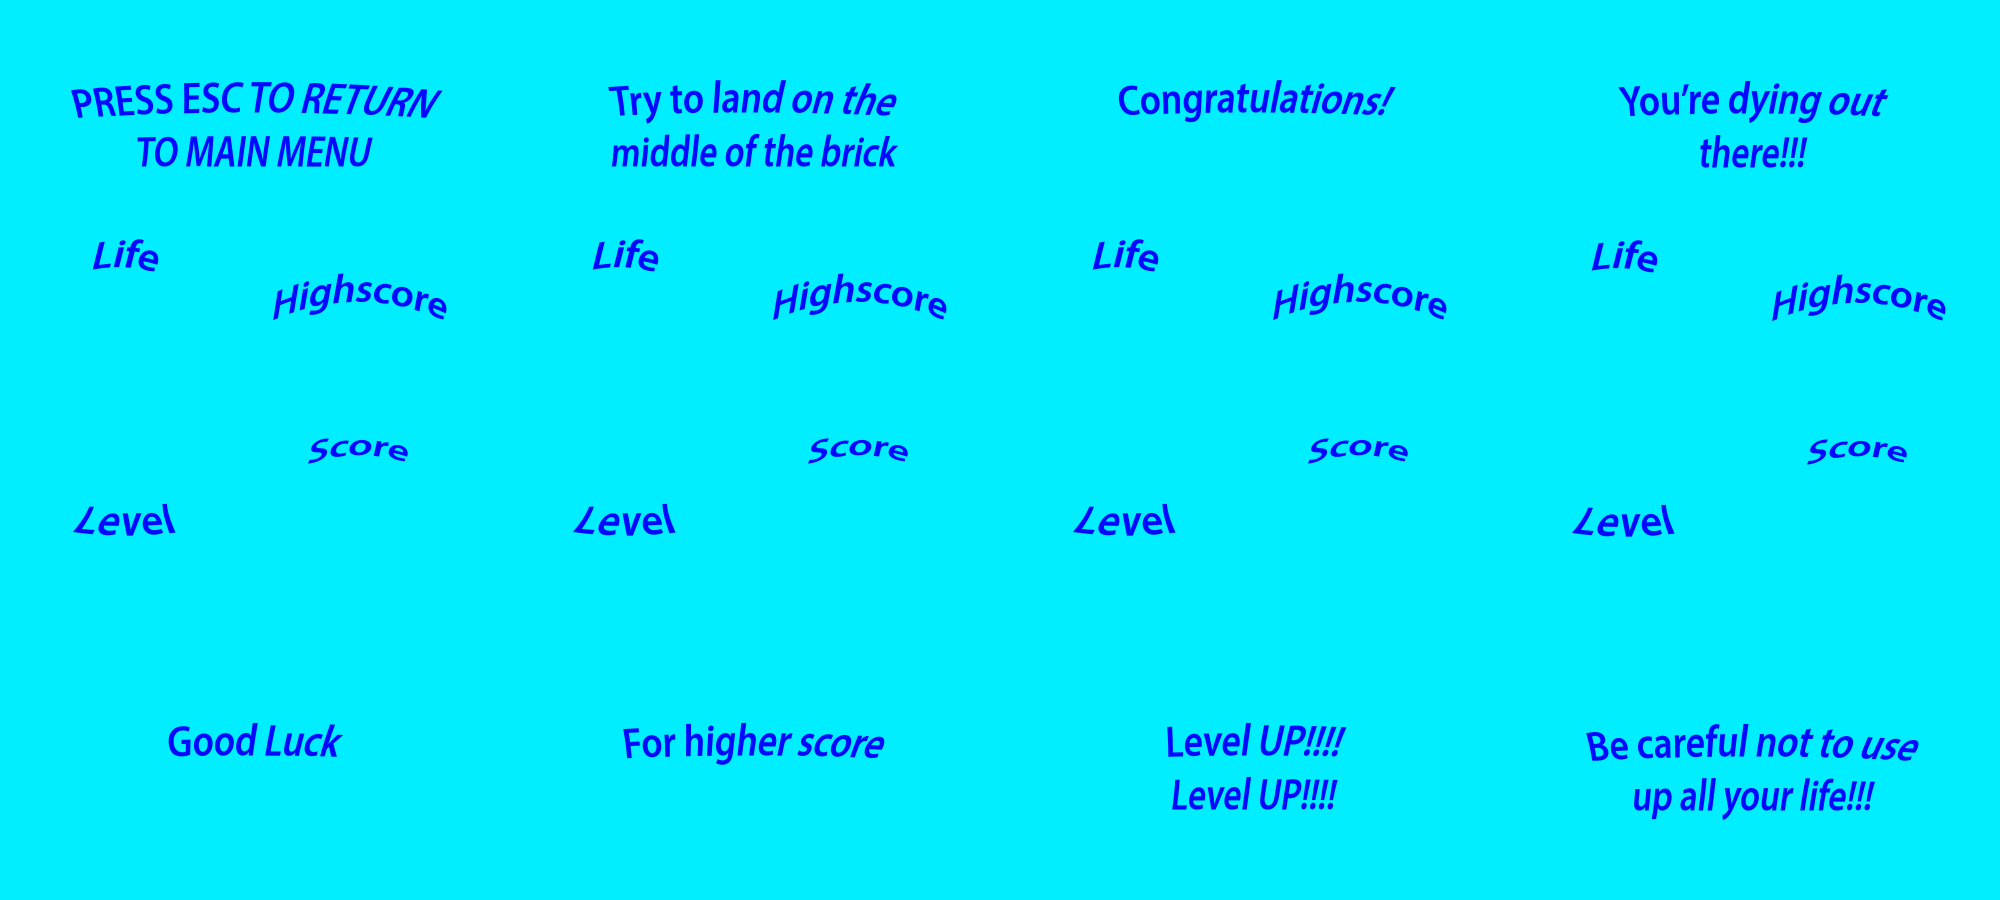 PRESS ESC TO RETURN
TO MAIN MENU
Life
Highscore
Score
Level
Good Luck
Try to land on the
middle of the brick
Life
Highscore
Score
Level
For higher score
Congratulations!
Life
Highscore
Score
Level
Level UP!!!!
Level UP!!!!
You’re dying out
there!!!
Life
Highscore
Score
Level
Be careful not to use
up all your life!!!